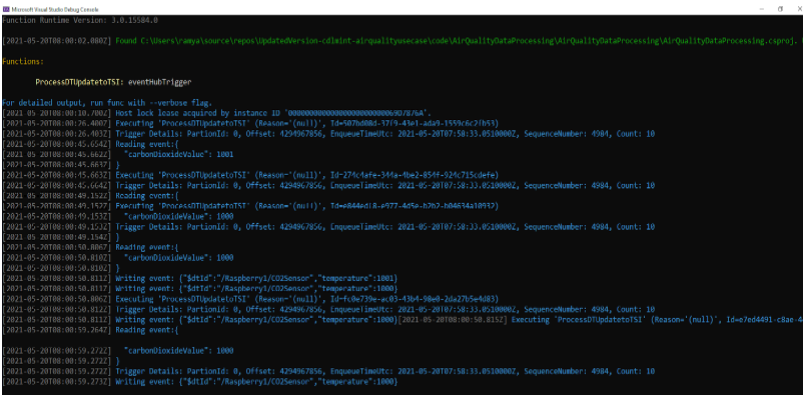 Microsoft Visual Studio Debug Console
Function Runtime Version: 3.0.15584.0
[2021-05-20T08:00:02.080Z] Found C:\Users\ramya\source\repos\UpdatedVersion-cdlmint-airqualityusecase\code\AirQualityDataProcessing\AirQualityDataProcessing\AirQualityDataProcessing.csproj.
Functions:
ProcessDTUpdatetoTSI: eventHubTrigger
For detailed output, run func with --verbose flag.
[2021-05-20T08:00:10.700Z] Host lock lease acquired by instance ID
[2021-05-20T08:00:26.400Z] Executing 'ProcessDTUpdatetoTSI' (Reason='(null)',
[2021-05-20T08:00:26.403Z] Trigger Details: PartionId: 0, Offset: 4294967856, EnqueueTimeUtc: 2021-05-20T07:58:33.0510000Z, SequenceNumber: 4984, Count: 10
[2021-05-20T08:00:45.654Z] Reading event:{
[2021-05-20T08:00:45.662Z] "carbonDioxideValue": 1001
[2021-05-20T08:00:45.663Z] }
[2021-05-20T08:00:45.663Z] Executing 'ProcessDTUpdatetoTSI' (Reason='(null)', Id=274c4afe-344a-4be2-854f-924c715cdefe)
[2021-05-20T08:00:45.664Z] Trigger Details: PartionId: 0, Offset: 4294967856, EnqueueTimeUtc: 2021-05-20T07:58:33.0510000Z, SequenceNumber: 4984, Count: 10
[2021-05-20T08:00:49.152Z] Reading event:{
[2021-05-20T08:00:49.152Z] Executing 'ProcessDTUpdatetoTSI' (Reason='(null)',
[2021-05-20T08:00:49.153Z] "carbonDioxideValue": 1000
[2021-05-20T08:00:49.153Z] Trigger Details: PartionId: 0, Offset: 4294967856, EnqueueTimeUtc: 2021-05-20T07:58:33.0510000Z, SequenceNumber: 4984, Count: 10
[2021-05-20T08:00:49.154Z] }
[2021-05-20T08:00:50.806Z] Reading event:{
[2021-05-20T08:00:50.810Z] "carbonDioxideValue": 1000
[2021-05-20T08:00:50.810Z] }
[2021-05-20T08:00:50.811Z] Writing event: {"$dtId":"/Raspberry1/CO2Sensor","temperature":1001}
[2021-05-20T08:00:50.811Z] Writing event: {"$dtId":"/Raspberry1/CO2Sensor","temperature":1000}
[2021-05-20T08:00:50.806Z] Executing 'ProcessDTUpdatetoTSI' (Reason='(null)', Id=fc0e739e-ac03-43b4-98e0-2da27b5e4d83)
[2021-05-20T08:00:50.812Z] Trigger Details: PartionId: 0, Offset: 4294967856, EnqueueTimeUtc: 2021-05-20T07:58:33.0510000Z, SequenceNumber: 4984, Count: 10
[2021-05-20T08:00:50.811Z] Writing event: {"$dtId":"/Raspberry1/CO2Sensor","temperature":1000}[2021-05-20T08:00:50.815Z] Executing 'ProcessDTUpdatetoTSI' (Reason='(null)', Id=e7ed4491-c8ae-4
[2021-05-20T08:00:59.264Z] Reading event:{
[2021-05-20T08:00:59.272Z] "carbonDioxideValue": 1000
[2021-05-20T08:00:59.272Z] }
[2021-05-20T08:00:59.272Z] Trigger Details: PartionId: 0, Offset: 4294967856, EnqueueTimeUtc: 2021-05-20T07:58:33.0510000Z, SequenceNumber: 4984, Count: 10
[2021-05-20T08:00:59.273Z] Writing event: {"$dtId":"/Raspberry1/CO2Sensor","temperature":1000}